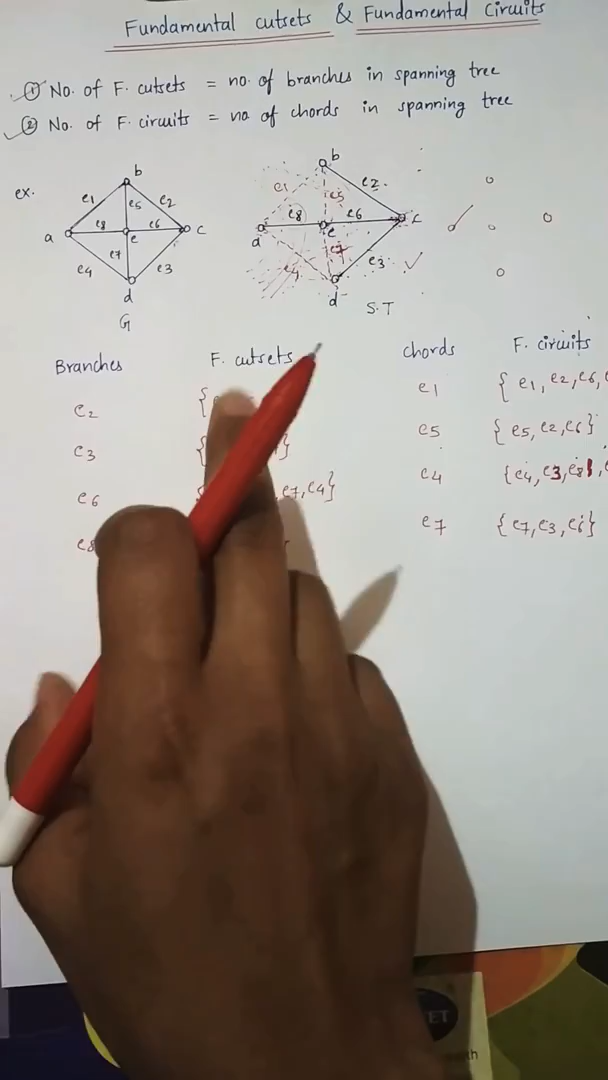 Fundamental cutsets & Fundamental Circuits
① No. of F. cutsets = no. of branches in spanning tree
② No. of F. circuits = no. of chords in spanning tree
ex.
b
e1 e5 e2
a e8 e6 c
e
e4 e7 e3
d
G
b
e1 e5 e2
a e8 e6 c
e
e4 e7 e3
d
S.T
Branches F. cutsets chords F. circuits
e2 { e1 { e1, e2, e6,
e3 { } e5 { e5, e2, e6 }
e6 e7, e4 } e4 { e4, e3, e8
e8 e7 { e7, e3, e6 }
ET